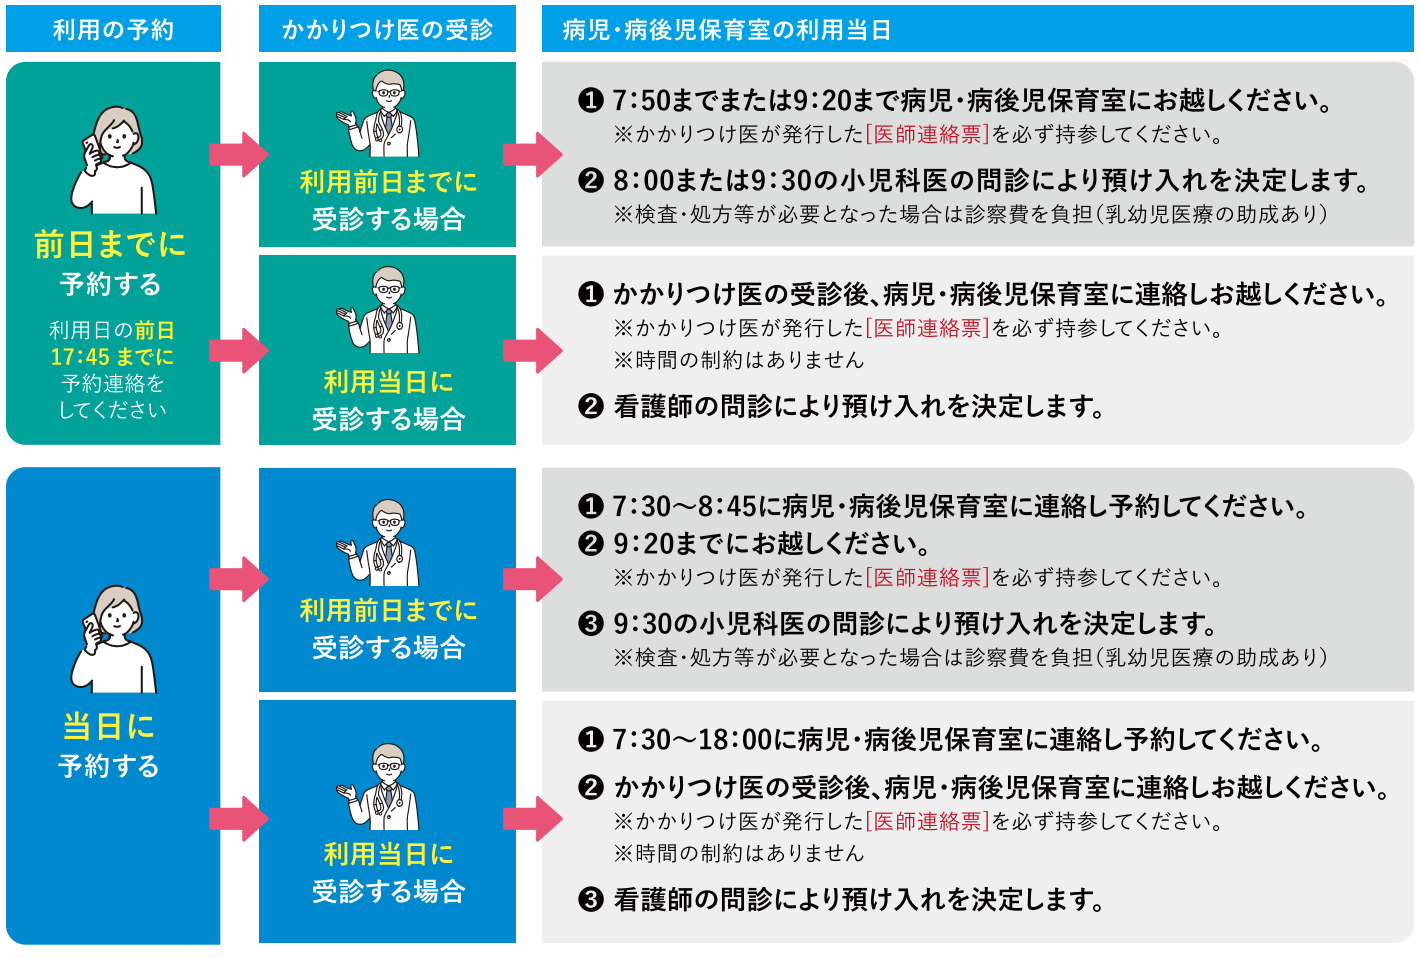 利用の予約
かかりつけ医の受診
病児・病後児保育室の利用当日
前日までに
予約する
利用日の前日
17:45 までに
予約連絡を
してください
利用前日までに
受診する場合
❶ 7:50までまたは9:20まで病児・病後児保育室にお越しください。
※かかりつけ医が発行した[医師連絡票]を必ず持参してください。
❷ 8:00または9:30の小児科医の問診により預け入れを決定します。
※検査・処方等が必要となった場合は診察費を負担(乳幼児医療の助成あり)
利用当日に
受診する場合
❶ かかりつけ医の受診後、病児・病後児保育室に連絡しお越しください。
※かかりつけ医が発行した[医師連絡票]を必ず持参してください。
※時間の制約はありません
❷ 看護師の問診により預け入れを決定します。
当日に
予約する
利用前日までに
受診する場合
❶ 7:30〜8:45に病児・病後児保育室に連絡し予約してください。
❷ 9:20までにお越しください。
※かかりつけ医が発行した[医師連絡票]を必ず持参してください。
❸ 9:30の小児科医の問診により預け入れを決定します。
※検査・処方等が必要となった場合は診察費を負担(乳幼児医療の助成あり)
利用当日に
受診する場合
❶ 7:30〜18:00に病児・病後児保育室に連絡し予約してください。
❷ かかりつけ医の受診後、病児・病後児保育室に連絡しお越しください。
※かかりつけ医が発行した[医師連絡票]を必ず持参してください。
※時間の制約はありません
❸ 看護師の問診により預け入れを決定します。